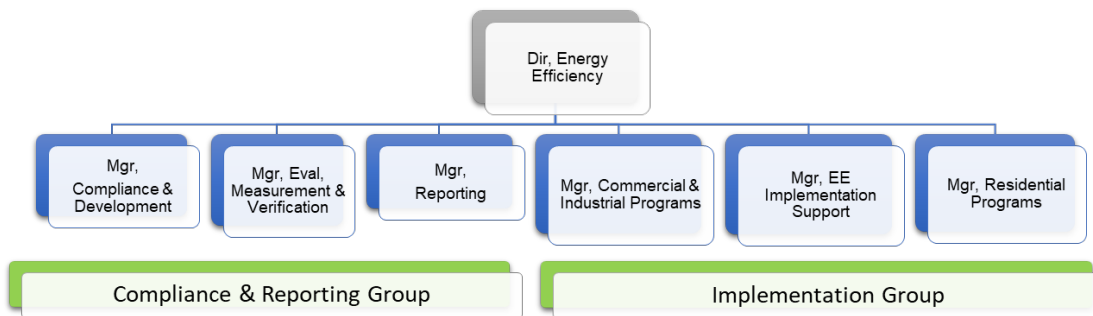 Dir, Energy
Efficiency
Mgr,
Compliance &
Development
Mgr, Eval,
Measurement &
Verification
Mgr,
Reporting
Mgr, Commercial &
Industrial Programs
Mgr, EE
Implementation
Support
Mgr, Residential
Programs
Compliance & Reporting Group
Implementation Group